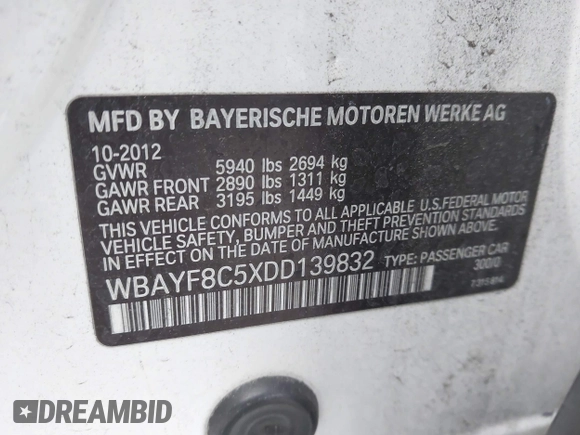 MFD BY BAYERISCHE MOTOREN WERKE AG
10-2012
GVWR 5940 lbs 2694 kg
GAWR FRONT 2890 lbs 1311 kg
GAWR REAR 3195 lbs 1449 kg
THIS VEHICLE CONFORMS TO ALL APPLICABLE U.S.FEDERAL MOTOR
VEHICLE SAFETY, BUMPER AND THEFT PREVENTION STANDARDS
IN EFFECT ON THE DATE OF MANUFACTURE SHOWN ABOVE.
WBAYF8C5XDD139832 TYPE: PASSENGER CAR
300/0
DREAMBID